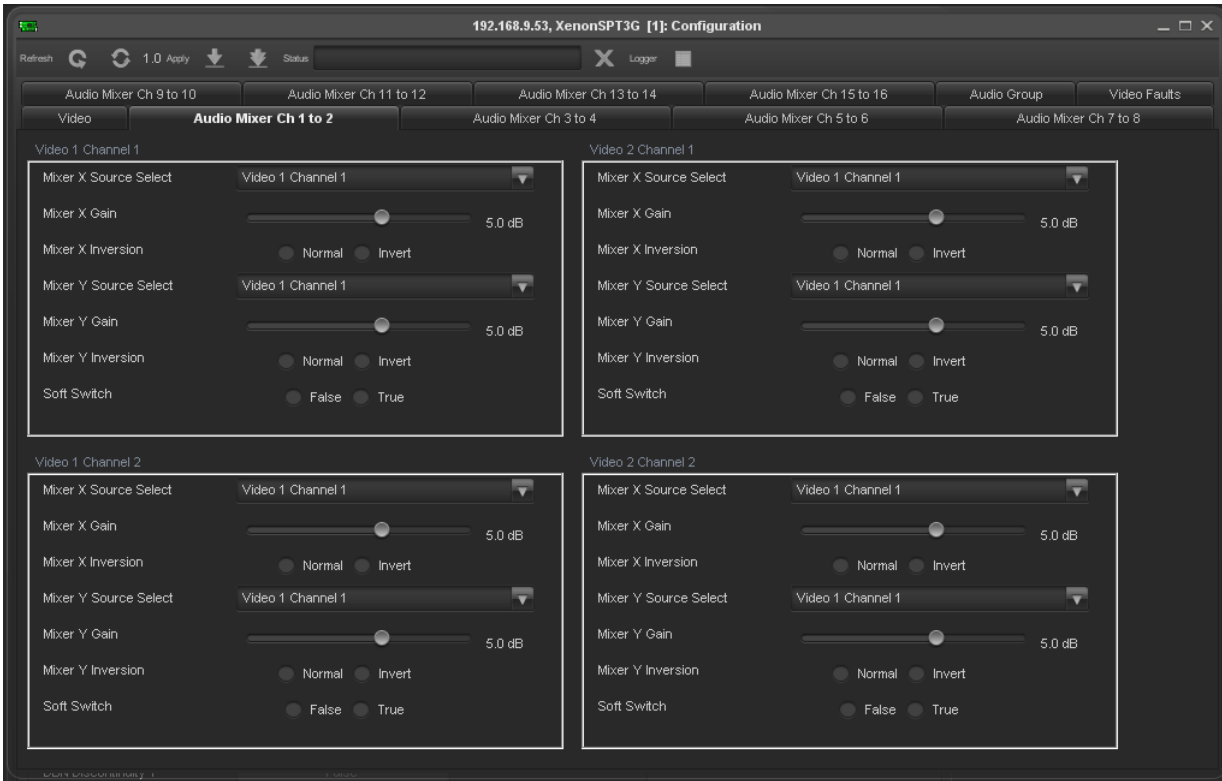 192.168.9.53, XenonSPT3G [1]: Configuration
Refresh 1.0 Apply Status Logger
Audio Mixer Ch 9 to 10 Audio Mixer Ch 11 to 12 Audio Mixer Ch 13 to 14 Audio Mixer Ch 15 to 16 Audio Group Video Faults
Video Audio Mixer Ch 1 to 2 Audio Mixer Ch 3 to 4 Audio Mixer Ch 5 to 6 Audio Mixer Ch 7 to 8
Video 1 Channel 1
Mixer X Source Select Video 1 Channel 1
Mixer X Gain 5.0 dB
Mixer X Inversion Normal Invert
Mixer Y Source Select Video 1 Channel 1
Mixer Y Gain 5.0 dB
Mixer Y Inversion Normal Invert
Soft Switch False True
Video 2 Channel 1
Mixer X Source Select Video 1 Channel 1
Mixer X Gain 5.0 dB
Mixer X Inversion Normal Invert
Mixer Y Source Select Video 1 Channel 1
Mixer Y Gain 5.0 dB
Mixer Y Inversion Normal Invert
Soft Switch False True
Video 1 Channel 2
Mixer X Source Select Video 1 Channel 1
Mixer X Gain 5.0 dB
Mixer X Inversion Normal Invert
Mixer Y Source Select Video 1 Channel 1
Mixer Y Gain 5.0 dB
Mixer Y Inversion Normal Invert
Soft Switch False True
Video 2 Channel 2
Mixer X Source Select Video 1 Channel 1
Mixer X Gain 5.0 dB
Mixer X Inversion Normal Invert
Mixer Y Source Select Video 1 Channel 1
Mixer Y Gain 5.0 dB
Mixer Y Inversion Normal Invert
Soft Switch False True